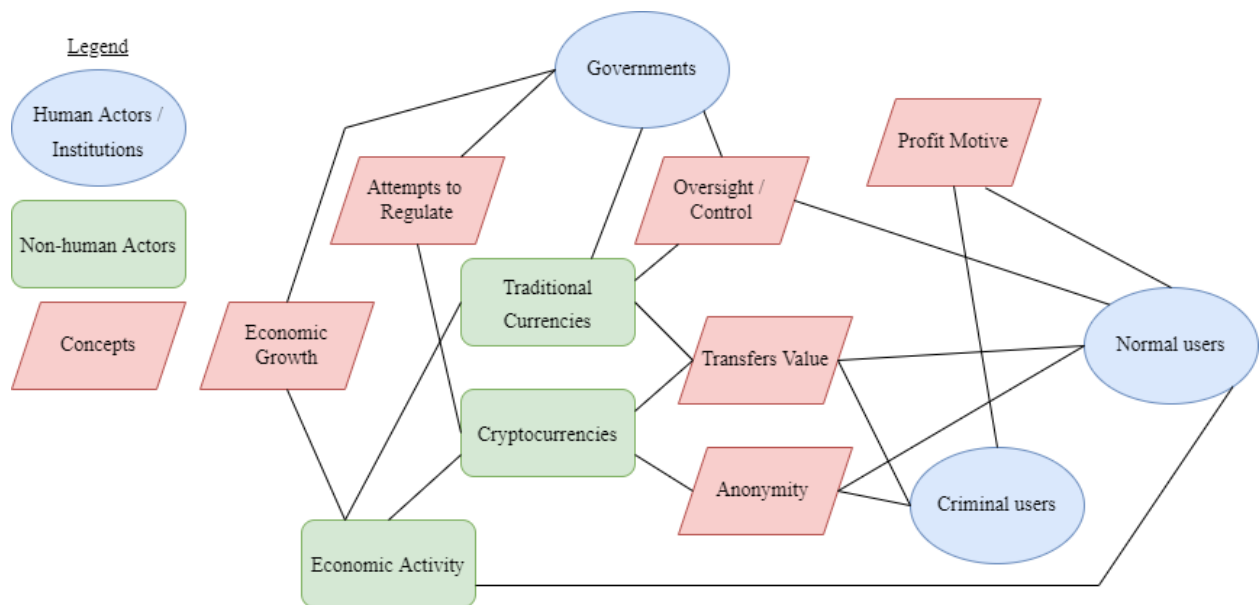 Legend
Human Actors /
Institutions
Non-human Actors
Concepts
Governments
Profit Motive
Attempts to
Regulate
Oversight /
Control
Traditional
Currencies
Economic
Growth
Transfers Value
Normal users
Cryptocurrencies
Anonymity
Criminal users
Economic Activity